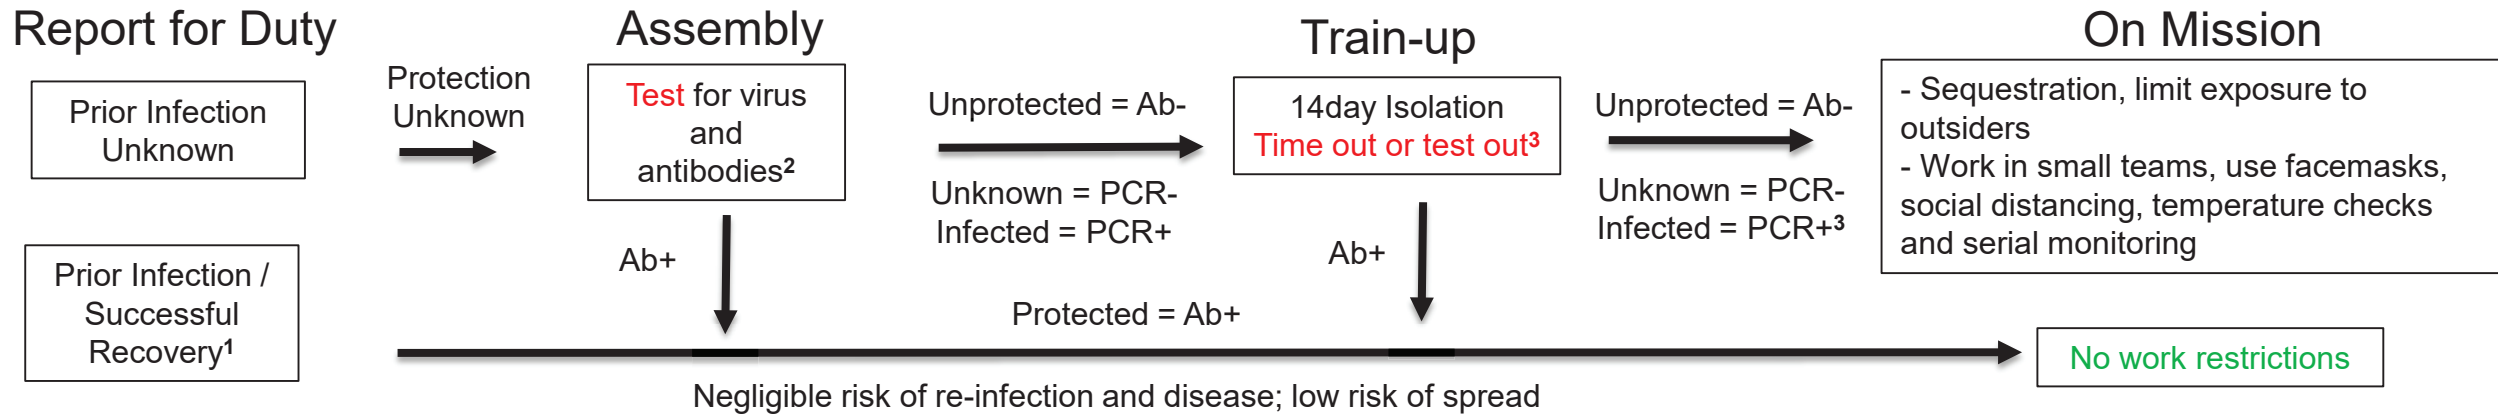 Report for Duty
Assembly
Train-up
On Mission
Prior Infection
Unknown
Protection
Unknown
Test for virus
and
antibodies²
Unprotected = Ab-
Unknown = PCR-
Infected = PCR+
14day Isolation
Time out or test out³
Unprotected = Ab-
Unknown = PCR-
Infected = PCR+³
- Sequestration, limit exposure to
outsiders
- Work in small teams, use facemasks,
social distancing, temperature checks
and serial monitoring
Prior Infection /
Successful
Recovery¹
Ab+
Ab+
Protected = Ab+
No work restrictions
Negligible risk of re-infection and disease; low risk of spread